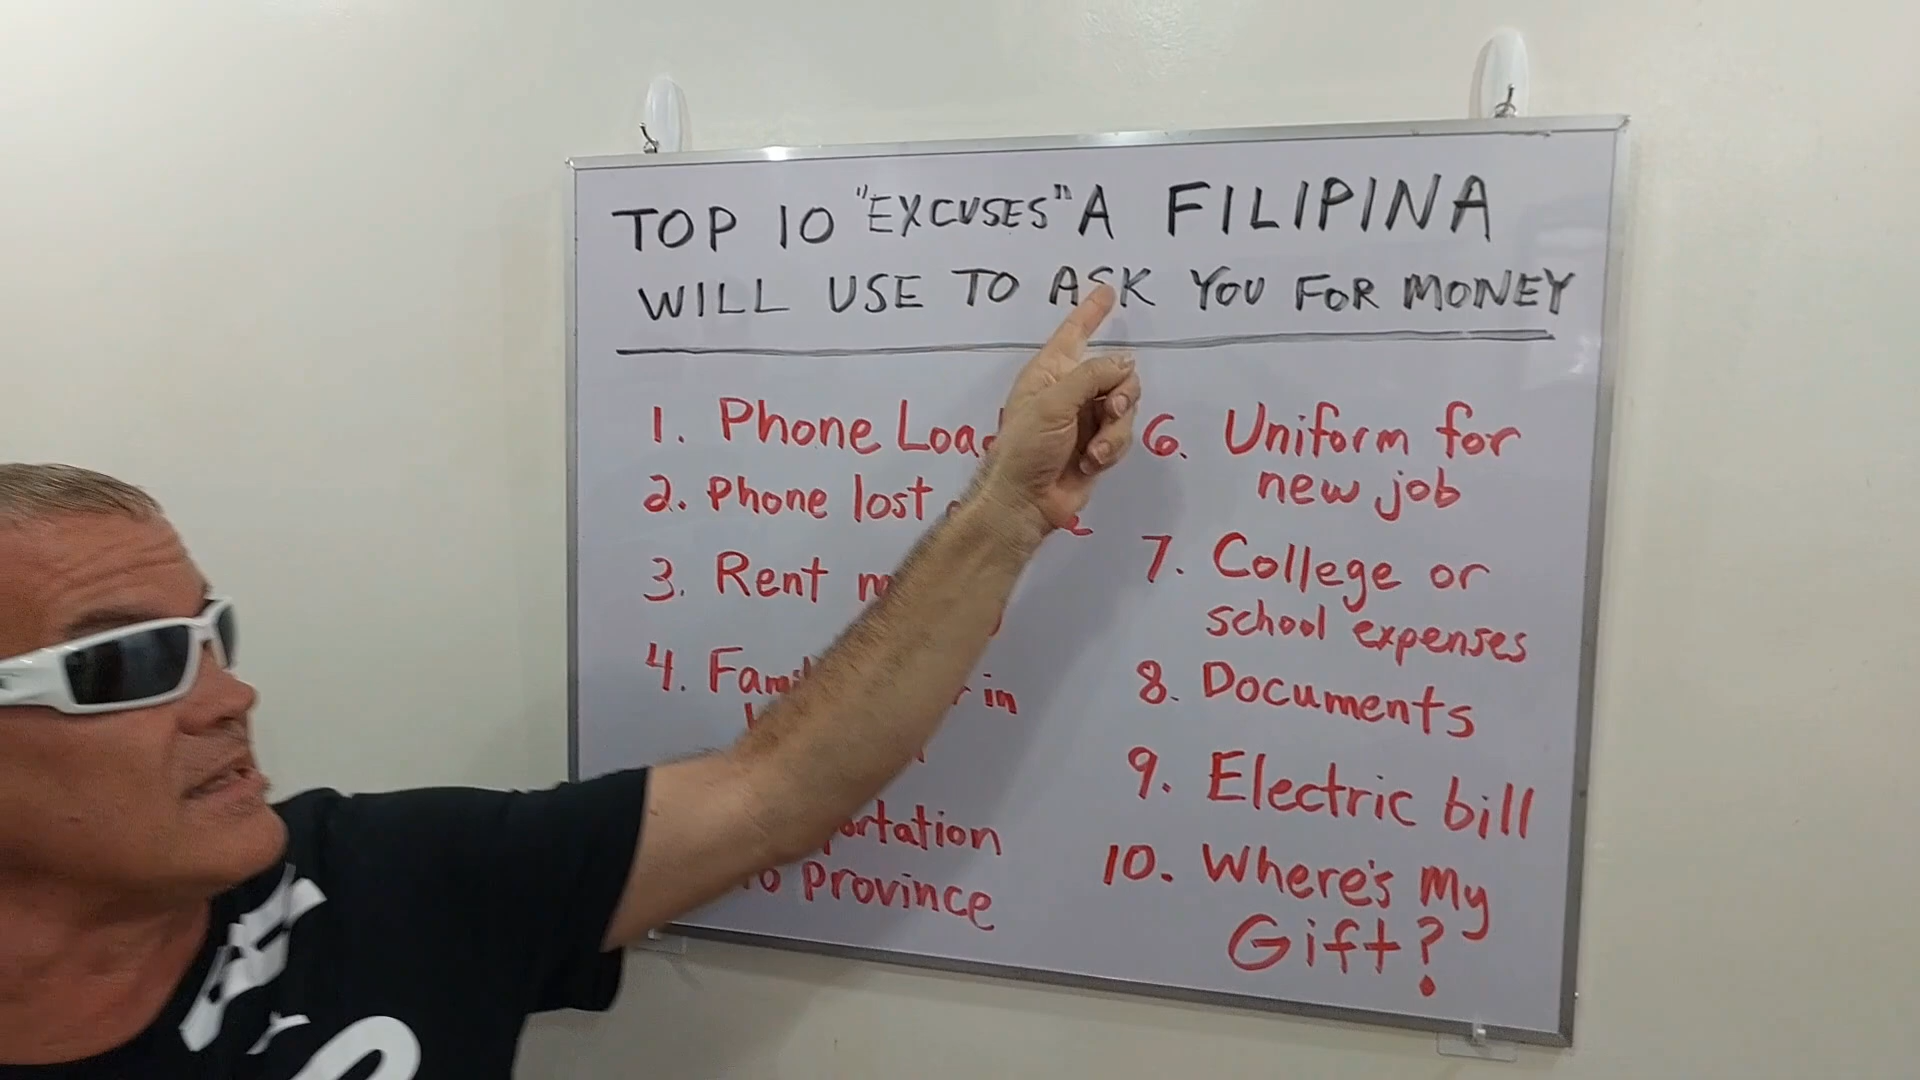 TOP 10 "EXCUSES" A FILIPINA
WILL USE TO ASK YOU FOR MONEY
1. Phone Load
2. Phone lost
3. Rent
4. in
to Province
6. Uniform for
new job
7. College or
school expenses
8. Documents
9. Electric bill
10. Where's My
Gift?